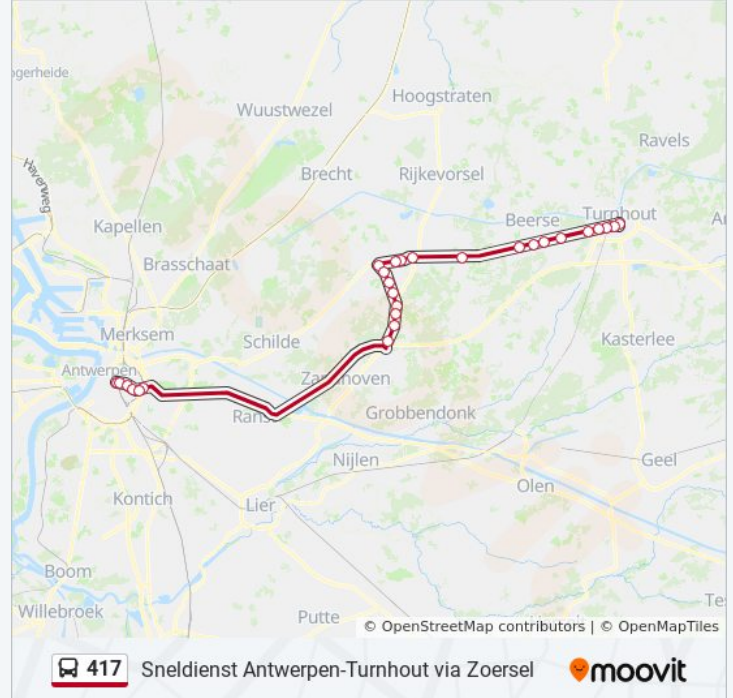 ogerheide
Hoogstraten
Wuustwezel
Ravels
Havenweg
Brecht
Rijkevorsel
Kapellen
Beerse
Turnhout
Brasschaat
Merksem
Schilde
Kasterlee
Antwerpen
Zandhoven
Ranst
Grobbendonk
Nijlen
Geel
Olen
Kontich
Lier
Boom
Willebroek
Putte
© OpenStreetMap contributors | © OpenMapTiles
417 Sneldienst Antwerpen-Turnhout via Zoersel moovit